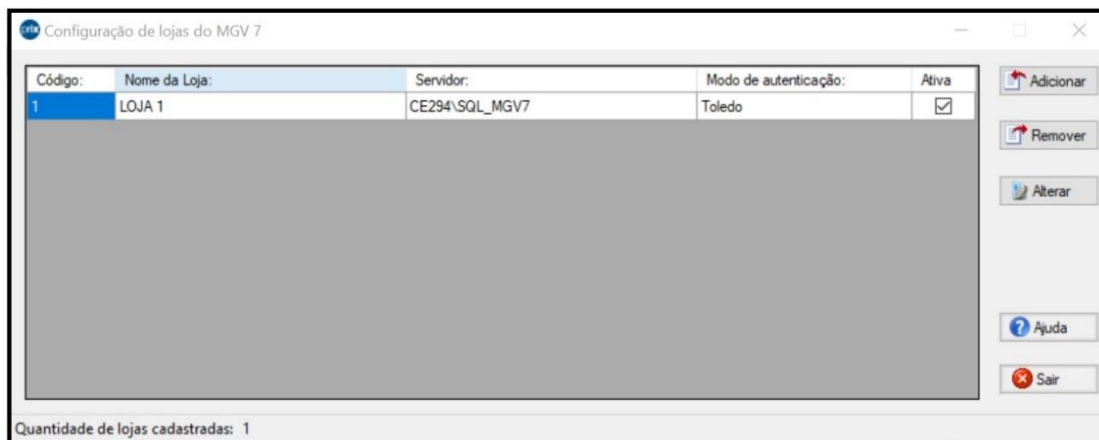 prix Configuração de lojas do MGV 7
Código: Nome da Loja: Servidor: Modo de autenticação: Ativa
1 LOJA 1 CE294\SQL_MGV7 Toledo
Adicionar
Remover
Alterar
Ajuda
Sair
Quantidade de lojas cadastradas: 1